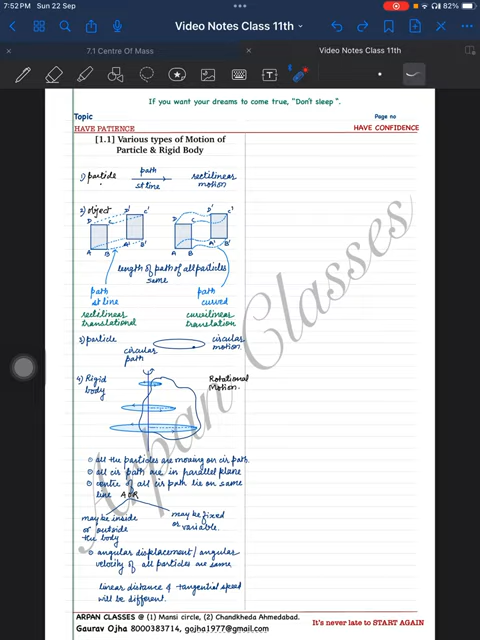 7:52 PM Sun 22 Sep
82%
Video Notes Class 11th
7.1 Centre Of Mass
Video Notes Class 11th
If you want your dreams to come true, "Don't sleep".
Topic
Page no
HAVE PATIENCE
HAVE CONFIDENCE
[1.1] Various types of Motion of
Particle & Rigid Body
1) particle
path
st line
rectilinear
motion
2) object
D' C'
D C
A' B'
A B
D' C'
D C
A' B'
A B
length of path of all particles
same
path
st line
path
curved
rectilinear
translational
curvilinear
translation
3) particle
circular
path
circular
motion.
4) Rigid
body
Rotational
Motion.
all the particles are moving on cir path.
all cir path are in parallel plane
centre of all cir path lie on same
line AOR
may be inside
or outside
the body
may be fixed
or variable.
angular displacement / angular
velocity of all particles are same
linear distance & tangential speed
will be different.
Arpan Classes
ARPAN CLASSES @ (1) Mansi circle, (2) Chandkheda Ahmedabad.
Gaurav Ojha 8000383714, gojha1977@gmail.com
It's never late to START AGAIN